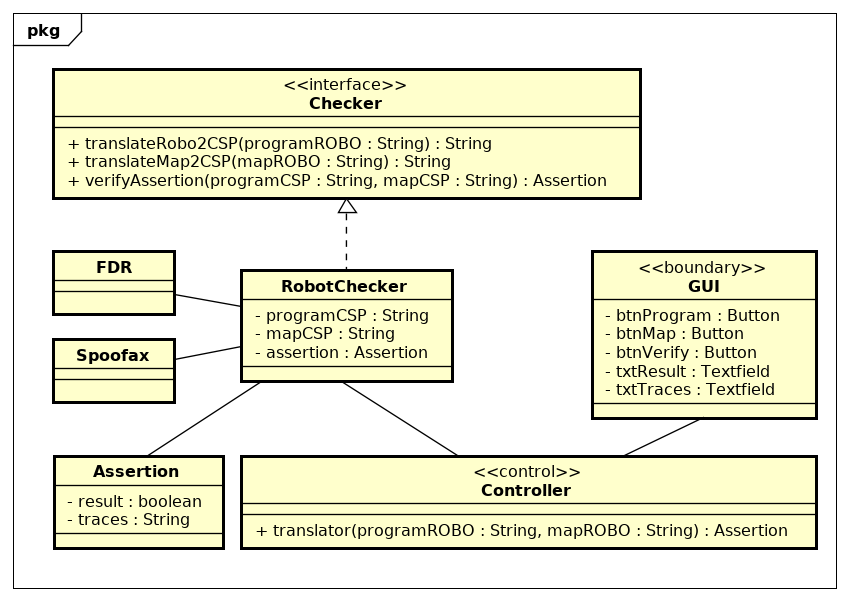 pkg
<<interface>>
Checker
+ translateRobo2CSP(programROBO : String) : String
+ translateMap2CSP(mapROBO : String) : String
+ verifyAssertion(programCSP : String, mapCSP : String) : Assertion
FDR
Spoofax
RobotChecker
- programCSP : String
- mapCSP : String
- assertion : Assertion
<<boundary>>
GUI
- btnProgram : Button
- btnMap : Button
- btnVerify : Button
- txtResult : Textfield
- txtTraces : Textfield
Assertion
- result : boolean
- traces : String
<<control>>
Controller
+ translator(programROBO : String, mapROBO : String) : Assertion